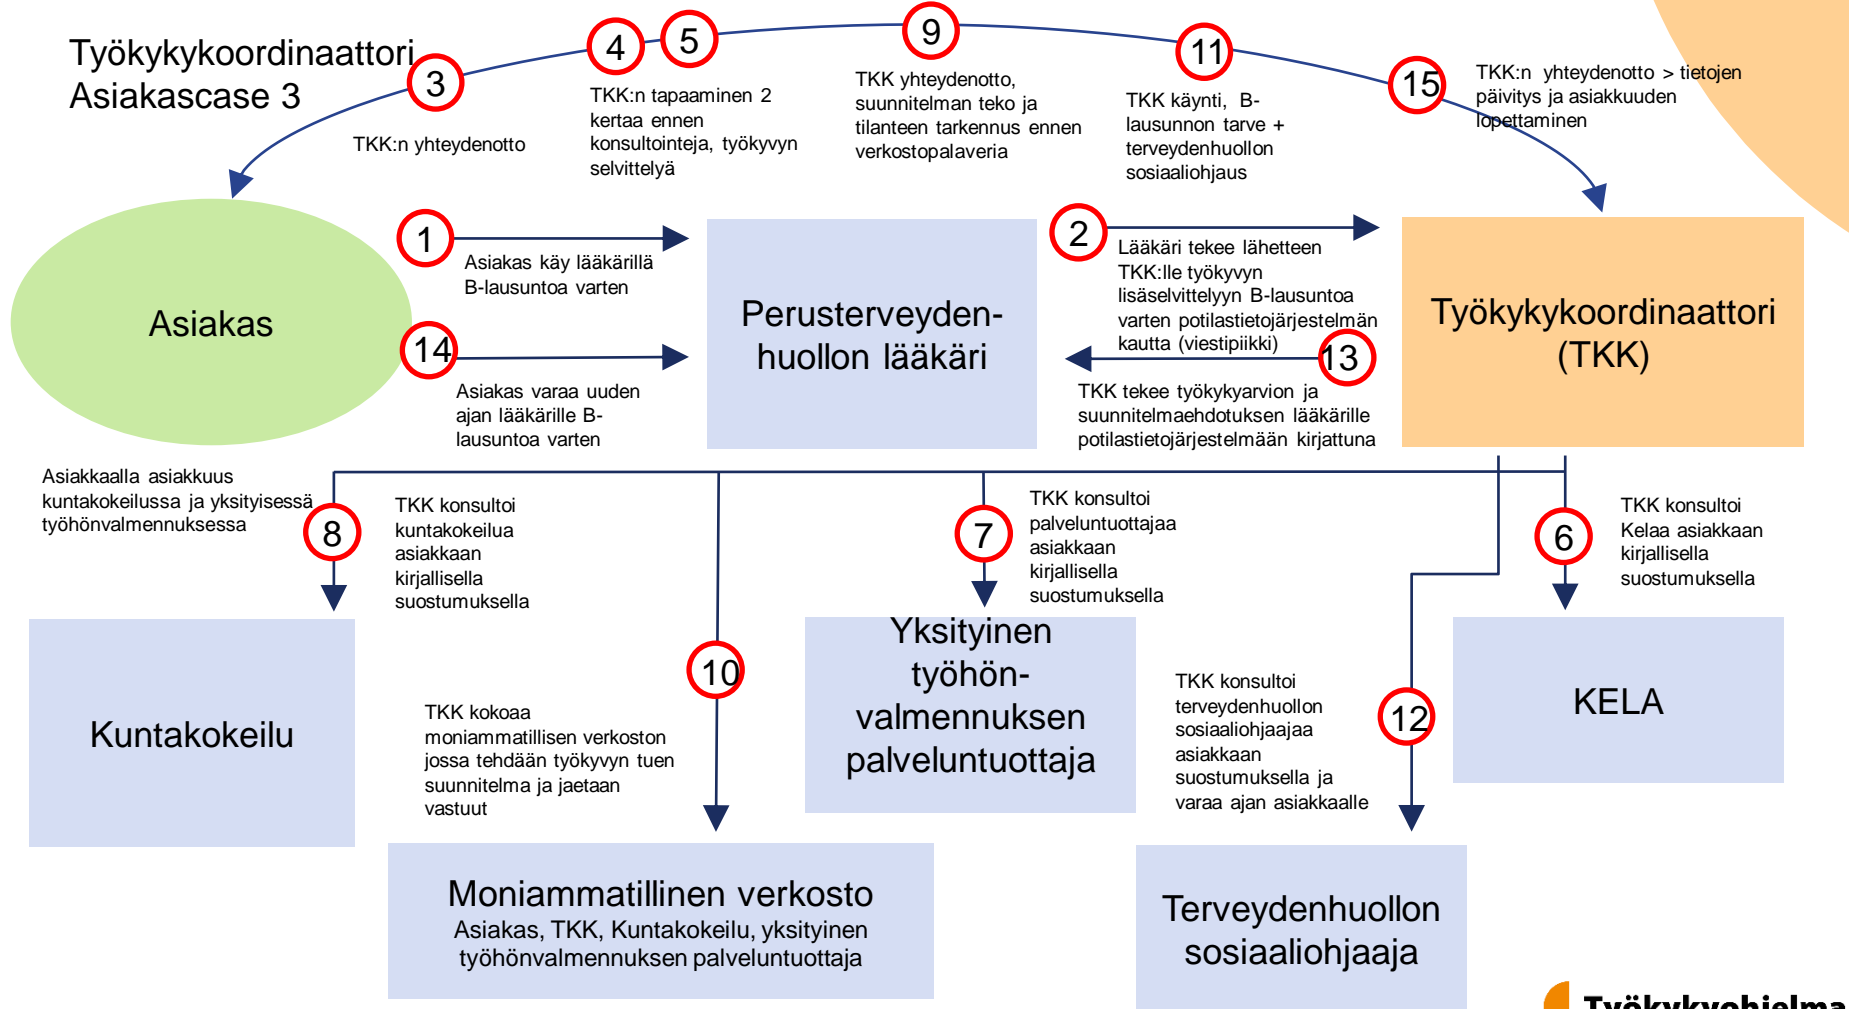 Työkykykoordinaattori
Asiakascase 3
3
TKK:n yhteydenotto
4
5
TKK:n tapaaminen 2
kertaa ennen
konsultointeja, työkyvyn
selvittelyä
9
TKK yhteydenotto,
suunnitelman teko ja
tilanteen tarkennus ennen
verkostopalaveria
11
TKK käynti, B-
lausunnon tarve +
terveydenhuollon
sosiaaliohjaus
15
TKK:n yhteydenotto > tietojen
päivitys ja asiakkuuden
lopettaminen
Asiakas
1
Asiakas käy lääkärillä
B-lausuntoa varten
14
Asiakas varaa uuden
ajan lääkärille B-
lausuntoa varten
Perusterveyden-
huollon lääkäri
2
Lääkäri tekee lähetteen
TKK:lle työkyvyn
lisäselvittelyyn B-lausuntoa
varten potilastietojärjestelmän
kautta (viestipiikki)
13
TKK tekee työkykyarvion ja
suunnitelmaehdotuksen lääkärille
potilastietojärjestelmään kirjattuna
Työkykykoordinaattori
(TKK)
Asiakkaalla asiakkuus
kuntakokeilussa ja yksityisessä
työhönvalmennuksessa
8
TKK konsultoi
kuntakokeilua
asiakkaan
kirjallisella
suostumuksella
7
TKK konsultoi
palveluntuottajaa
asiakkaan
kirjallisella
suostumuksella
6
TKK konsultoi
Kelaa asiakkaan
kirjallisella
suostumuksella
Kuntakokeilu
10
TKK kokoaa
moniammatillisen verkoston
jossa tehdään työkyvyn tuen
suunnitelma ja jaetaan
vastuut
Yksityinen
työhön-
valmennuksen
palveluntuottaja
12
TKK konsultoi
terveydenhuollon
sosiaaliohjaajaa
asiakkaan
suostumuksella ja
varaa ajan asiakkaalle
KELA
Moniammatillinen verkosto
Asiakas, TKK, Kuntakokeilu, yksityinen
työhönvalmennuksen palveluntuottaja
Terveydenhuollon
sosiaaliohjaaja
Työkykyohjelma